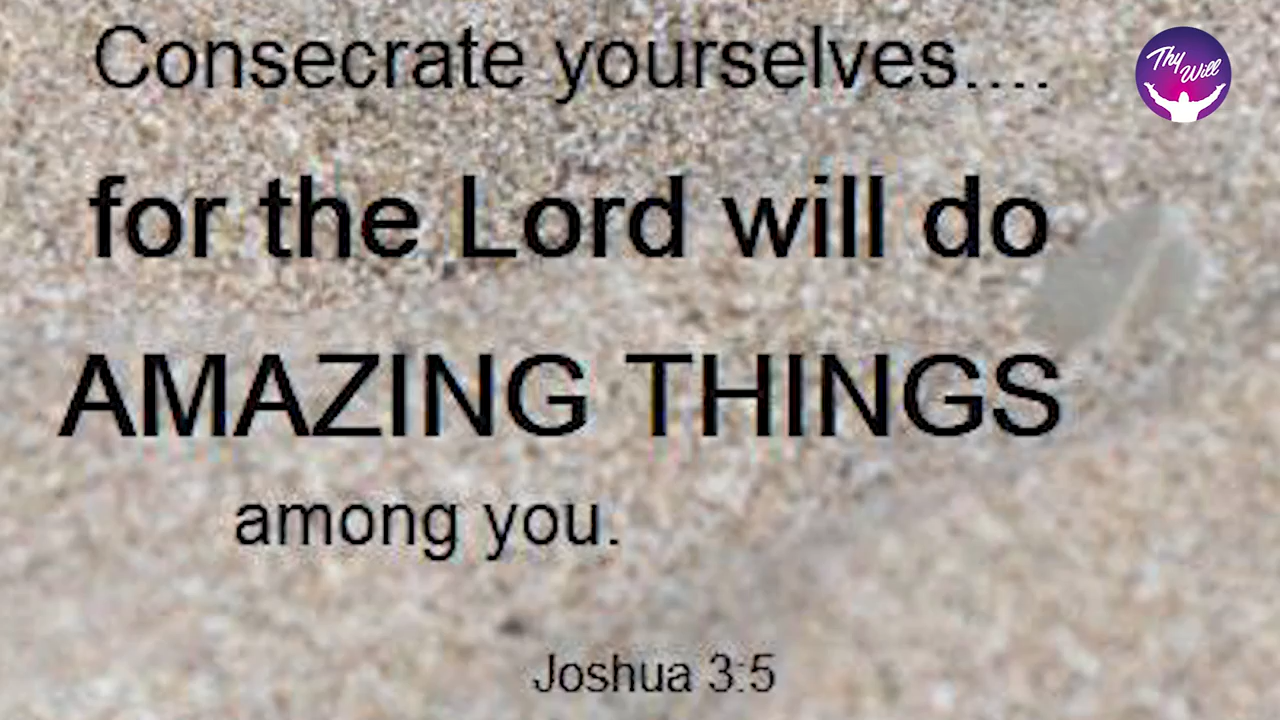 Consecrate yourselves....
Thy Will
for the Lord will do
AMAZING THINGS
among you.
Joshua 3:5